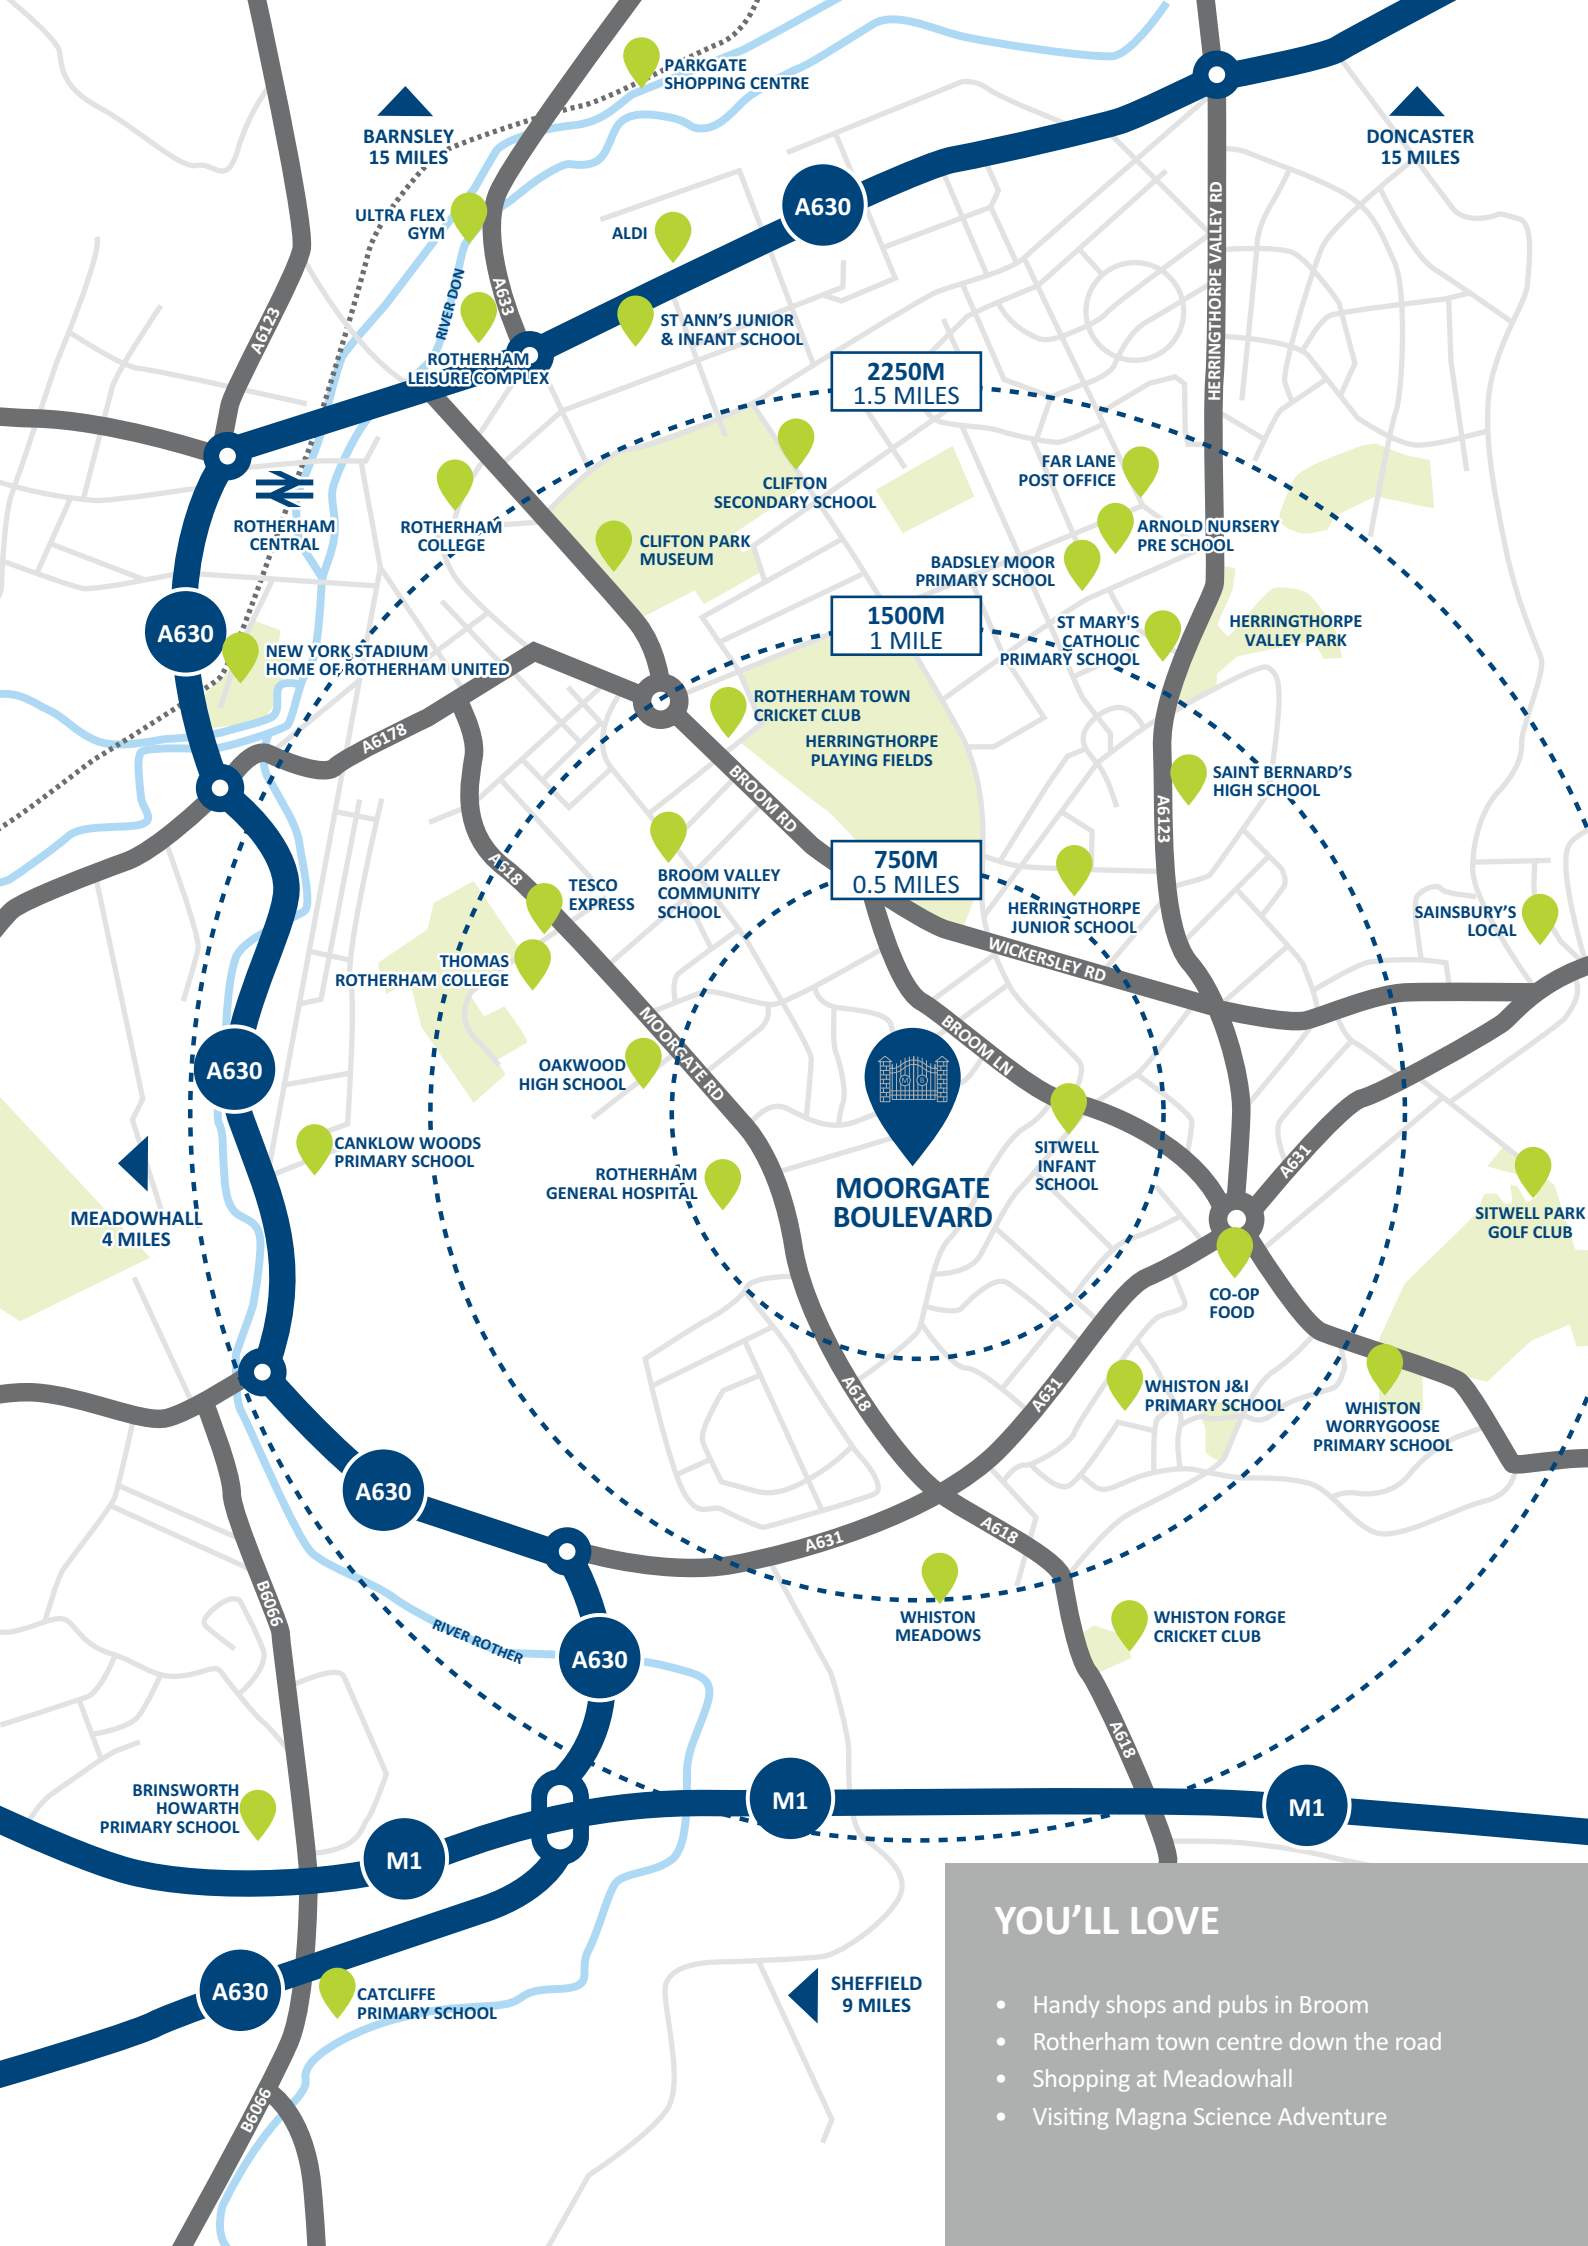 PARKGATE
SHOPPING CENTRE
BARNSLEY
15 MILES
DONCASTER
15 MILES
A630
ULTRA FLEX
GYM
ALDI
HERRINGTHORPE VALLEY RD
RIVER DON
A633
A6123
ST ANN'S JUNIOR
& INFANT SCHOOL
ROTHERHAM
LEISURE COMPLEX
2250M
1.5 MILES
FAR LANE
POST OFFICE
CLIFTON
SECONDARY SCHOOL
ROTHERHAM
CENTRAL
ROTHERHAM
COLLEGE
CLIFTON PARK
MUSEUM
ARNOLD NURSERY
PRE SCHOOL
BADSLEY MOOR
PRIMARY SCHOOL
1500M
1 MILE
ST MARY'S
CATHOLIC
PRIMARY SCHOOL
HERRINGTHORPE
VALLEY PARK
A630
NEW YORK STADIUM
HOME OF ROTHERHAM UNITED
ROTHERHAM TOWN
CRICKET CLUB
HERRINGTHORPE
PLAYING FIELDS
A6178
BROOM RD
SAINT BERNARD'S
HIGH SCHOOL
A6123
750M
0.5 MILES
A618
TESCO
EXPRESS
BROOM VALLEY
COMMUNITY
SCHOOL
HERRINGTHORPE
JUNIOR SCHOOL
SAINSBURY'S
LOCAL
THOMAS
ROTHERHAM COLLEGE
WICKERSLEY RD
MOORGATE RD
BROOM LN
A630
OAKWOOD
HIGH SCHOOL
M B
CANKLOW WOODS
PRIMARY SCHOOL
SITWELL
INFANT
SCHOOL
A631
ROTHERHAM
GENERAL HOSPITAL
MOORGATE
BOULEVARD
MEADOWHALL
4 MILES
SITWELL PARK
GOLF CLUB
CO-OP
FOOD
A618
A631
WHISTON J&I
PRIMARY SCHOOL
WHISTON
WORRYGOOSE
PRIMARY SCHOOL
A630
A631
A618
B6066
WHISTON
MEADOWS
WHISTON FORGE
CRICKET CLUB
RIVER ROTHER
A630
A618
BRINSWORTH
HOWARTH
PRIMARY SCHOOL
M1
M1
M1
A630
CATCLIFFE
PRIMARY SCHOOL
SHEFFIELD
9 MILES
B6066
YOU'LL LOVE
• Handy shops and pubs in Broom
• Rotherham town centre down the road
• Shopping at Meadowhall
• Visiting Magna Science Adventure